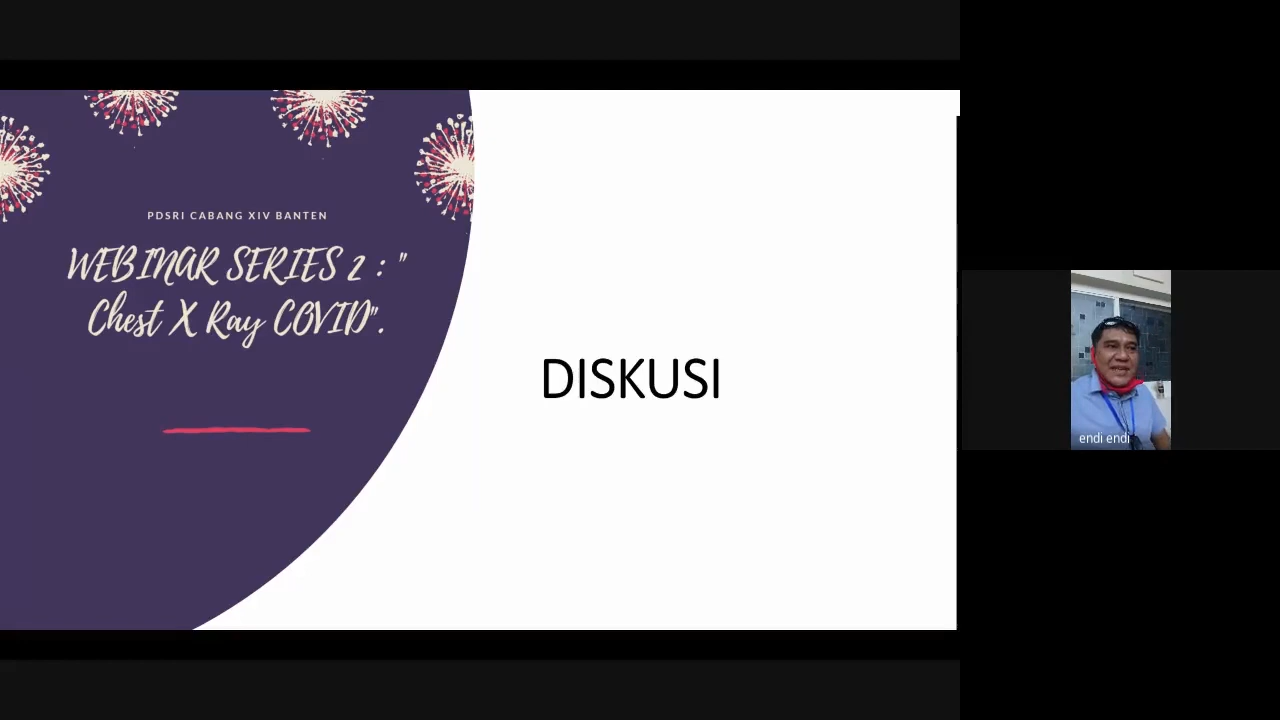 PDSRI CABANG XIV BANTEN
WEBINAR SERIES 2 : "
Chest X Ray COVID".
DISKUSI
endi endi